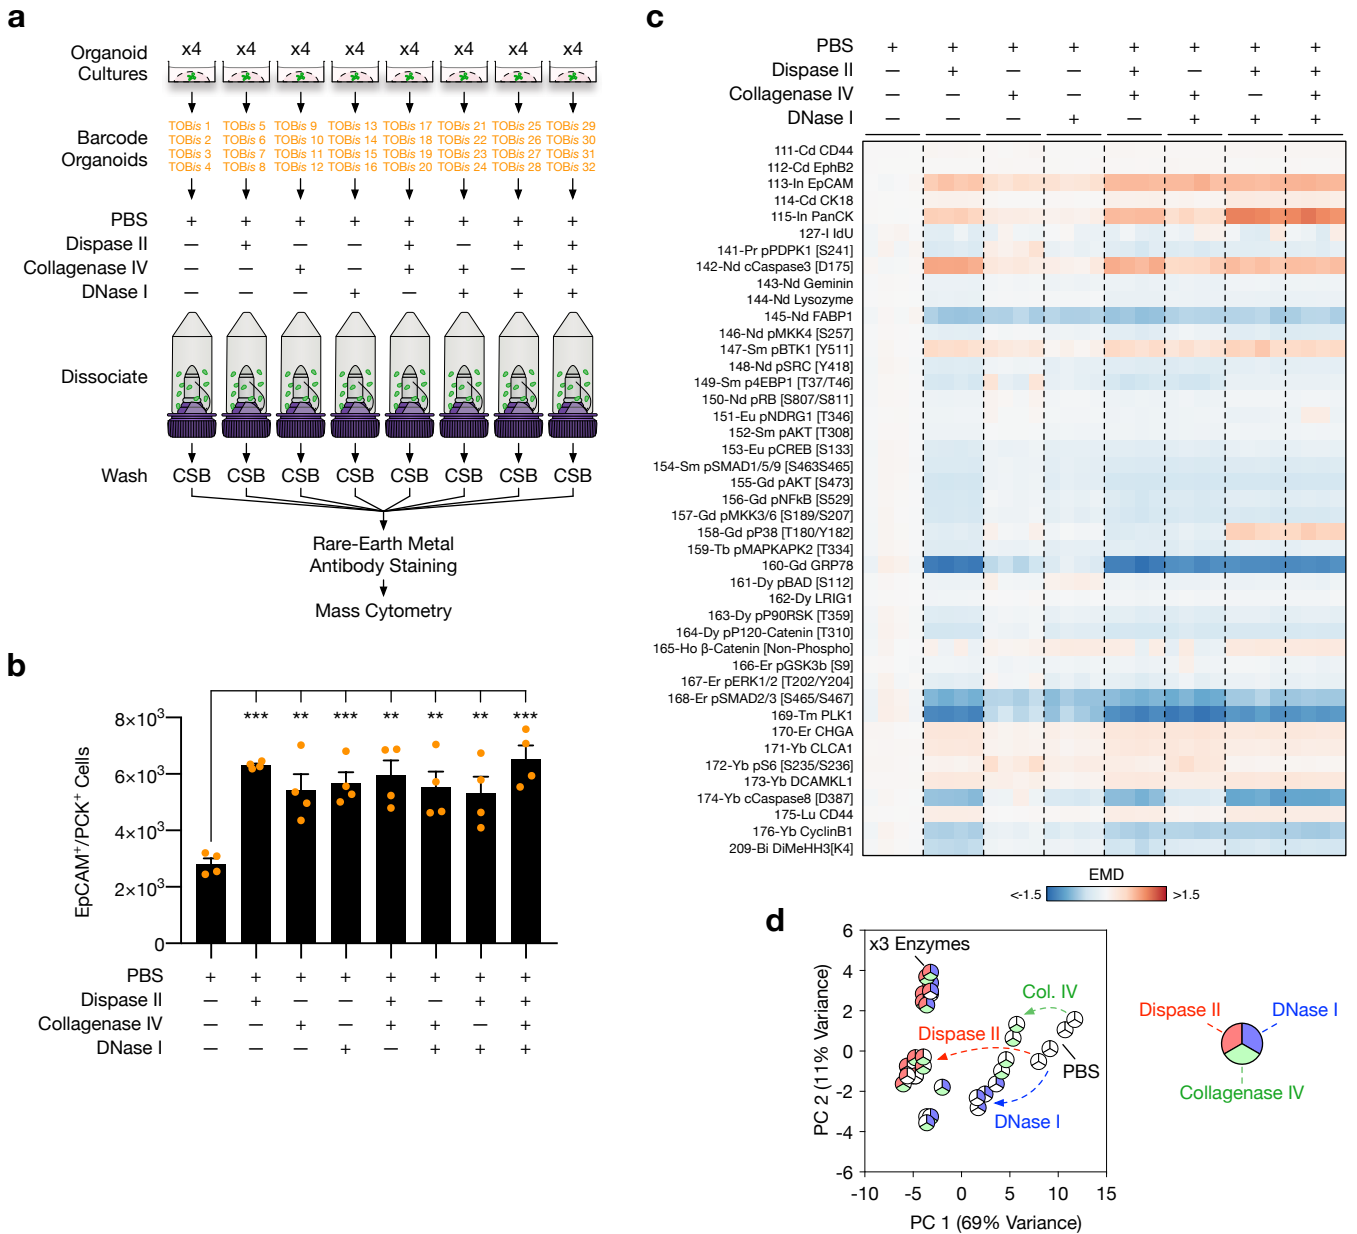 a
Organoid Cultures x4 x4 x4 x4 x4 x4 x4 x4
Barcode Organoids
TOBis 1 TOBis 5 TOBis 9 TOBis 13 TOBis 17 TOBis 21 TOBis 25 TOBis 29
TOBis 2 TOBis 6 TOBis 10 TOBis 14 TOBis 18 TOBis 22 TOBis 26 TOBis 30
TOBis 3 TOBis 7 TOBis 11 TOBis 15 TOBis 19 TOBis 23 TOBis 27 TOBis 31
TOBis 4 TOBis 8 TOBis 12 TOBis 16 TOBis 20 TOBis 24 TOBis 28 TOBis 32
PBS + + + + + + + +
Dispase II — + — — + — + +
Collagenase IV — — + — + + — +
DNase I — — — + — + + +
Dissociate
Wash CSB CSB CSB CSB CSB CSB CSB CSB
Rare-Earth Metal
Antibody Staining
Mass Cytometry
b
EpCAM+/PCK+ Cells
*** ** *** ** ** ** ***
8×10³
6×10³
4×10³
2×10³
0
PBS + + + + + + + +
Dispase II — + — — + — + +
Collagenase IV — — + — + + — +
DNase I — — — + — + + +
c
PBS + + + + + + + +
Dispase II — + — — + — + +
Collagenase IV — — + — + + — +
DNase I — — — + — + + +
111-Cd CD44
112-Cd EphB2
113-In EpCAM
114-Cd CK18
115-In PanCK
127-I IdU
141-Pr pPDPK1 [S241]
142-Nd cCaspase3 [D175]
143-Nd Geminin
144-Nd Lysozyme
145-Nd FABP1
146-Nd pMKK4 [S257]
147-Sm pBTK1 [Y511]
148-Nd pSRC [Y418]
149-Sm p4EBP1 [T37/T46]
150-Nd pRB [S807/S811]
151-Eu pNDRG1 [T346]
152-Sm pAKT [T308]
153-Eu pCREB [S133]
154-Sm pSMAD1/5/9 [S463S465]
155-Gd pAKT [S473]
156-Gd pNFkB [S529]
157-Gd pMKK3/6 [S189/S207]
158-Gd pP38 [T180/Y182]
159-Tb pMAPKAPK2 [T334]
160-Gd GRP78
161-Dy pBAD [S112]
162-Dy LRIG1
163-Dy pP90RSK [T359]
164-Dy pP120-Catenin [T310]
165-Ho β-Catenin [Non-Phospho]
166-Er pGSK3b [S9]
167-Er pERK1/2 [T202/Y204]
168-Er pSMAD2/3 [S465/S467]
169-Tm PLK1
170-Er CHGA
171-Yb CLCA1
172-Yb pS6 [S235/S236]
173-Yb DCAMKL1
174-Yb cCaspase8 [D387]
175-Lu CD44
176-Yb CyclinB1
209-Bi DiMeHH3[K4]
EMD
<-1.5 >1.5
d
PC 2 (11% Variance)
6
4
2
0
-2
-4
-6
x3 Enzymes
Col. IV
Dispase II
PBS
DNase I
-10 -5 0 5 10 15
PC 1 (69% Variance)
Dispase II
DNase I
Collagenase IV